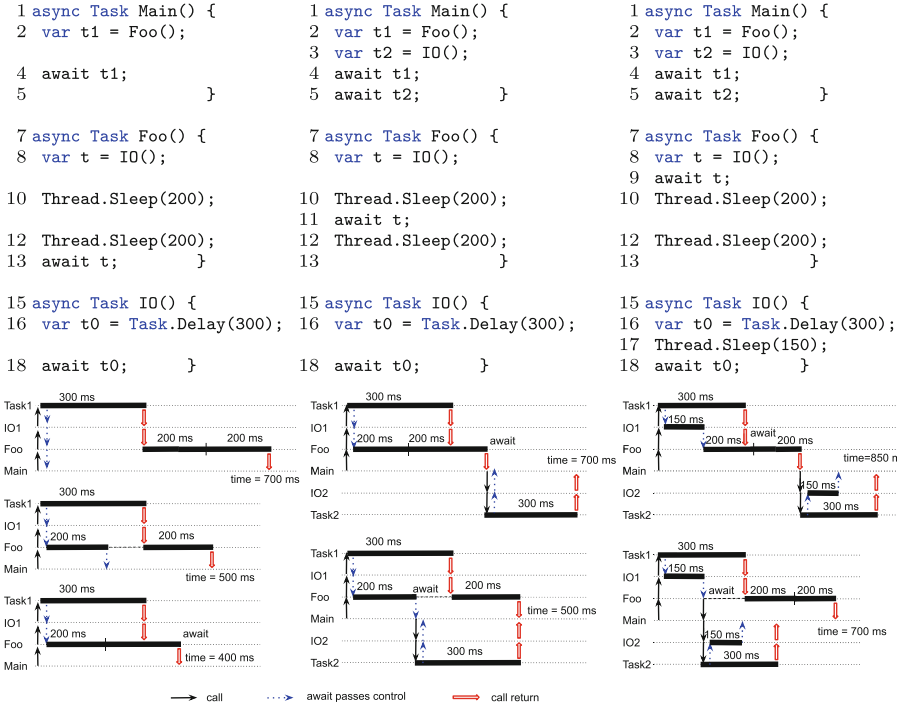 1 async Task Main() {
2 var t1 = Foo();
4 await t1;
5 }
7 async Task Foo() {
8 var t = IO();
10 Thread.Sleep(200);
12 Thread.Sleep(200);
13 await t; }
15 async Task IO() {
16 var t0 = Task.Delay(300);
18 await t0; }
1 async Task Main() {
2 var t1 = Foo();
3 var t2 = IO();
4 await t1;
5 await t2; }
7 async Task Foo() {
8 var t = IO();
10 Thread.Sleep(200);
11 await t;
12 Thread.Sleep(200);
13 }
15 async Task IO() {
16 var t0 = Task.Delay(300);
18 await t0; }
1 async Task Main() {
2 var t1 = Foo();
3 var t2 = IO();
4 await t1;
5 await t2; }
7 async Task Foo() {
8 var t = IO();
9 await t;
10 Thread.Sleep(200);
12 Thread.Sleep(200);
13 }
15 async Task IO() {
16 var t0 = Task.Delay(300);
17 Thread.Sleep(150);
18 await t0; }
300 ms
Task1
IO1
200 ms 200 ms
Foo
Main
time = 700 ms
300 ms
Task1
IO1
200 ms 200 ms
Foo
Main
time = 500 ms
300 ms
Task1
IO1
200 ms await
Foo
Main
time = 400 ms
300 ms
Task1
IO1
200 ms 200 ms await
Foo
Main
time = 700 ms
IO2
300 ms
Task2
300 ms
Task1
IO1
200 ms await 200 ms
Foo
Main
time = 500 ms
IO2
300 ms
Task2
300 ms
Task1
150 ms
IO1
200 ms await 200 ms
Foo
Main
time=850 m
150 ms
IO2
300 ms
Task2
300 ms
Task1
150 ms
IO1
await 200 ms 200 ms
Foo
Main
time = 700 ms
150 ms
IO2
300 ms
Task2
call await passes control call return